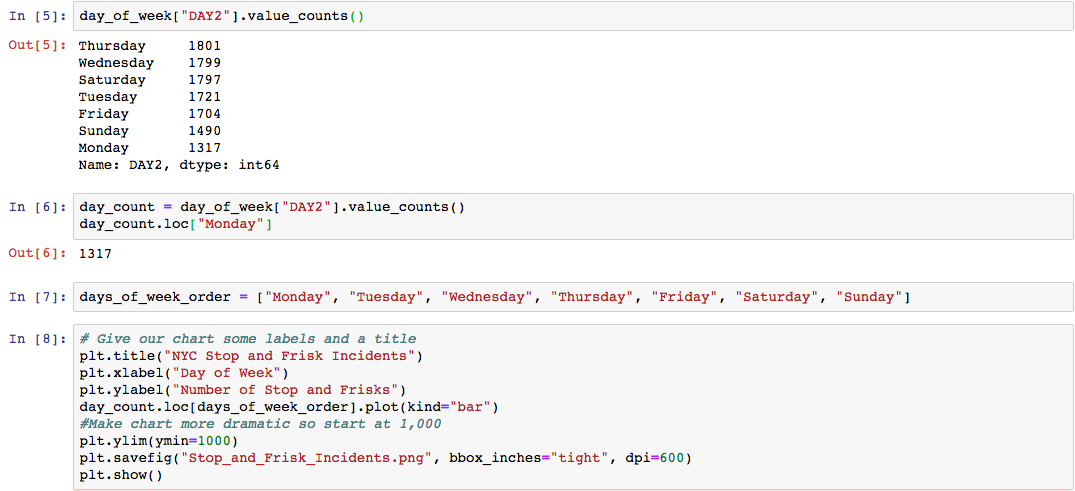 In [5]: day_of_week["DAY2"].value_counts()
Out[5]: Thursday     1801
Wednesday    1799
Saturday     1797
Tuesday      1721
Friday       1704
Sunday       1490
Monday       1317
Name: DAY2, dtype: int64
In [6]: day_count = day_of_week["DAY2"].value_counts()
day_count.loc["Monday"]
Out[6]: 1317
In [7]: days_of_week_order = ["Monday", "Tuesday", "Wednesday", "Thursday", "Friday", "Saturday", "Sunday"]
In [8]: # Give our chart some labels and a title
plt.title("NYC Stop and Frisk Incidents")
plt.xlabel("Day of Week")
plt.ylabel("Number of Stop and Frisks")
day_count.loc[days_of_week_order].plot(kind="bar")
#Make chart more dramatic so start at 1,000
plt.ylim(ymin=1000)
plt.savefig("Stop_and_Frisk_Incidents.png", bbox_inches="tight", dpi=600)
plt.show()